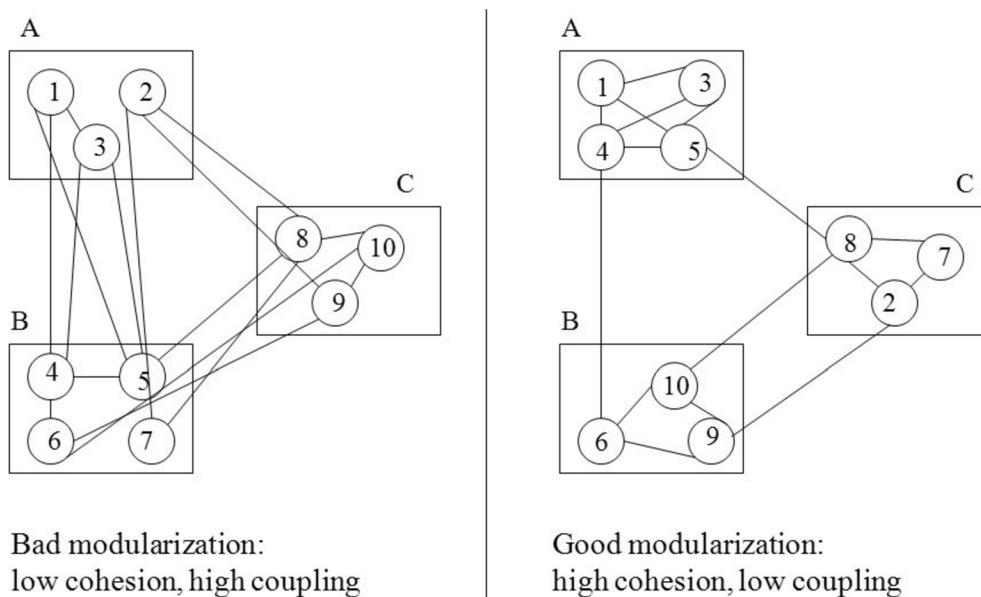 A
1
2
3
C
8
10
9
B
4
5
6
7
Bad modularization:
low cohesion, high coupling
A
1
3
4
5
C
8
7
2
B
10
6
9
Good modularization:
high cohesion, low coupling